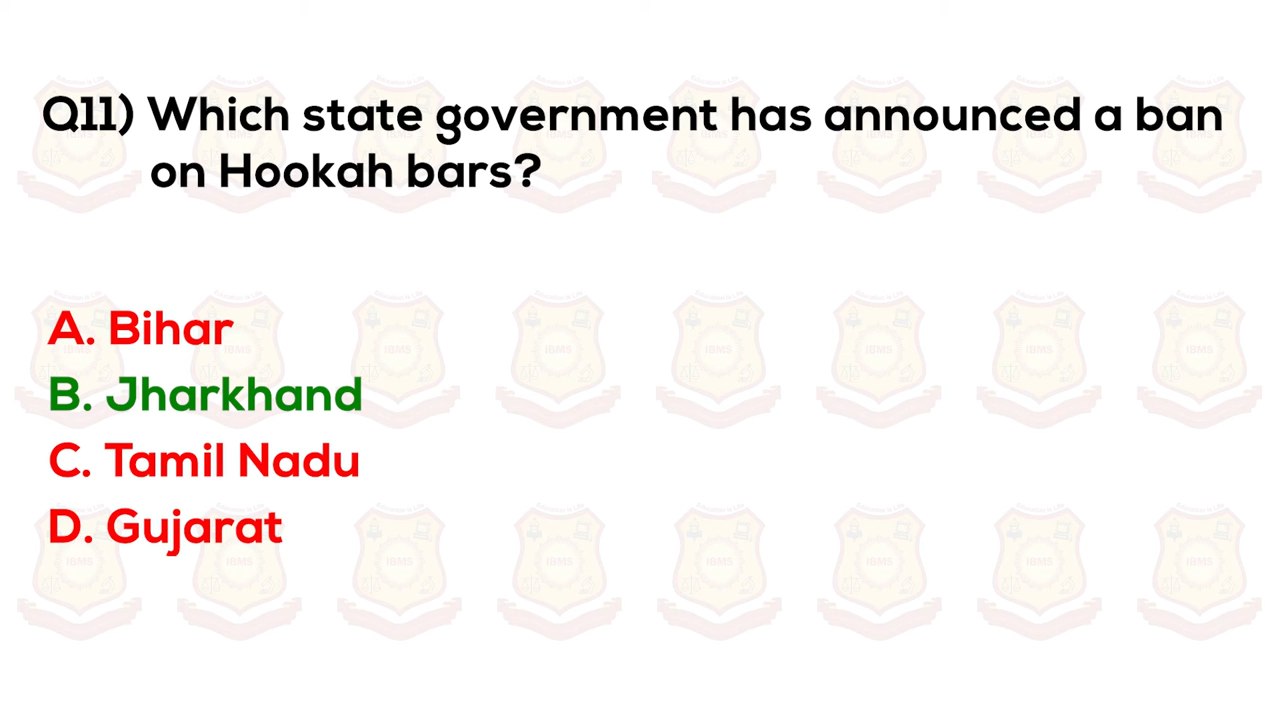 Q11) Which state government has announced a ban
on Hookah bars?
A. Bihar
B. Jharkhand
C. Tamil Nadu
D. Gujarat